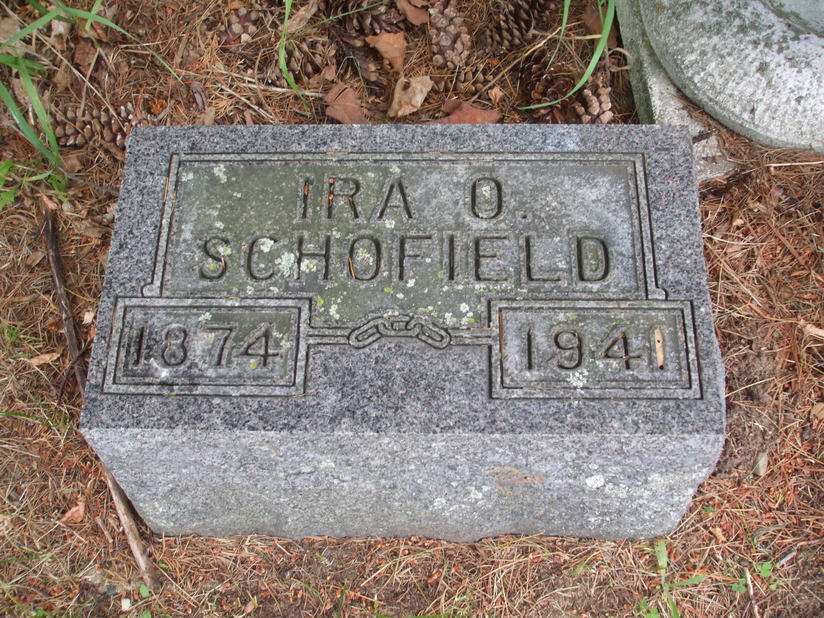 IRA O.
SCHOFIELD
1874 1941